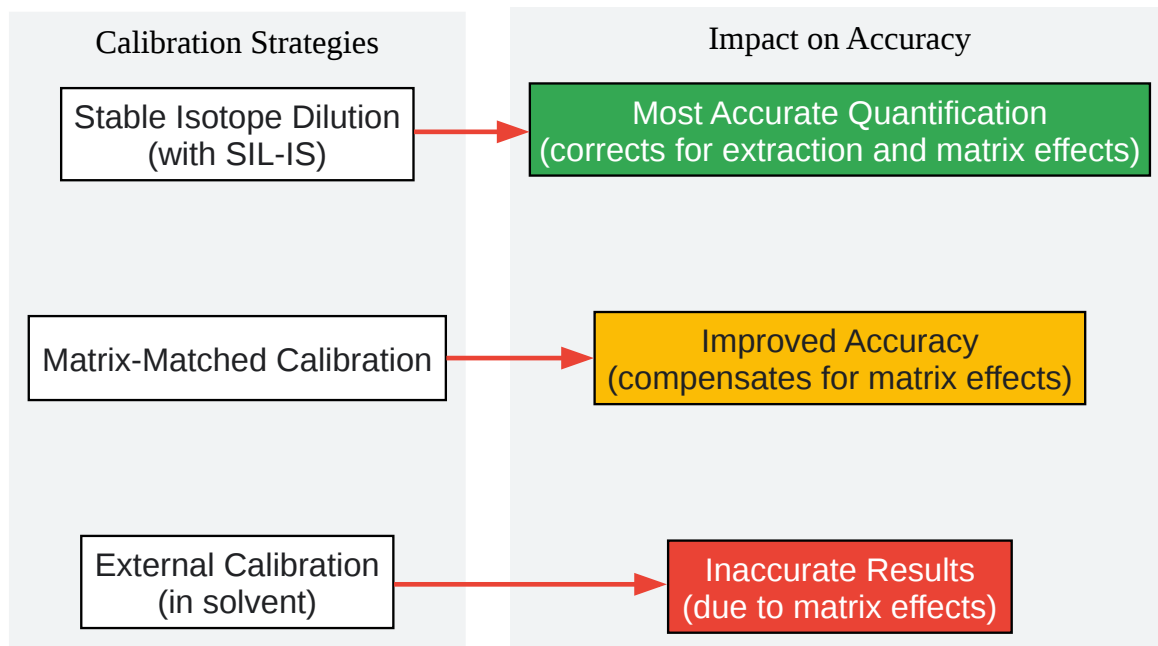 Calibration Strategies
Impact on Accuracy
Stable Isotope Dilution
(with SIL-IS)
Most Accurate Quantification
(corrects for extraction and matrix effects)
Matrix-Matched Calibration
Improved Accuracy
(compensates for matrix effects)
External Calibration
(in solvent)
Inaccurate Results
(due to matrix effects)